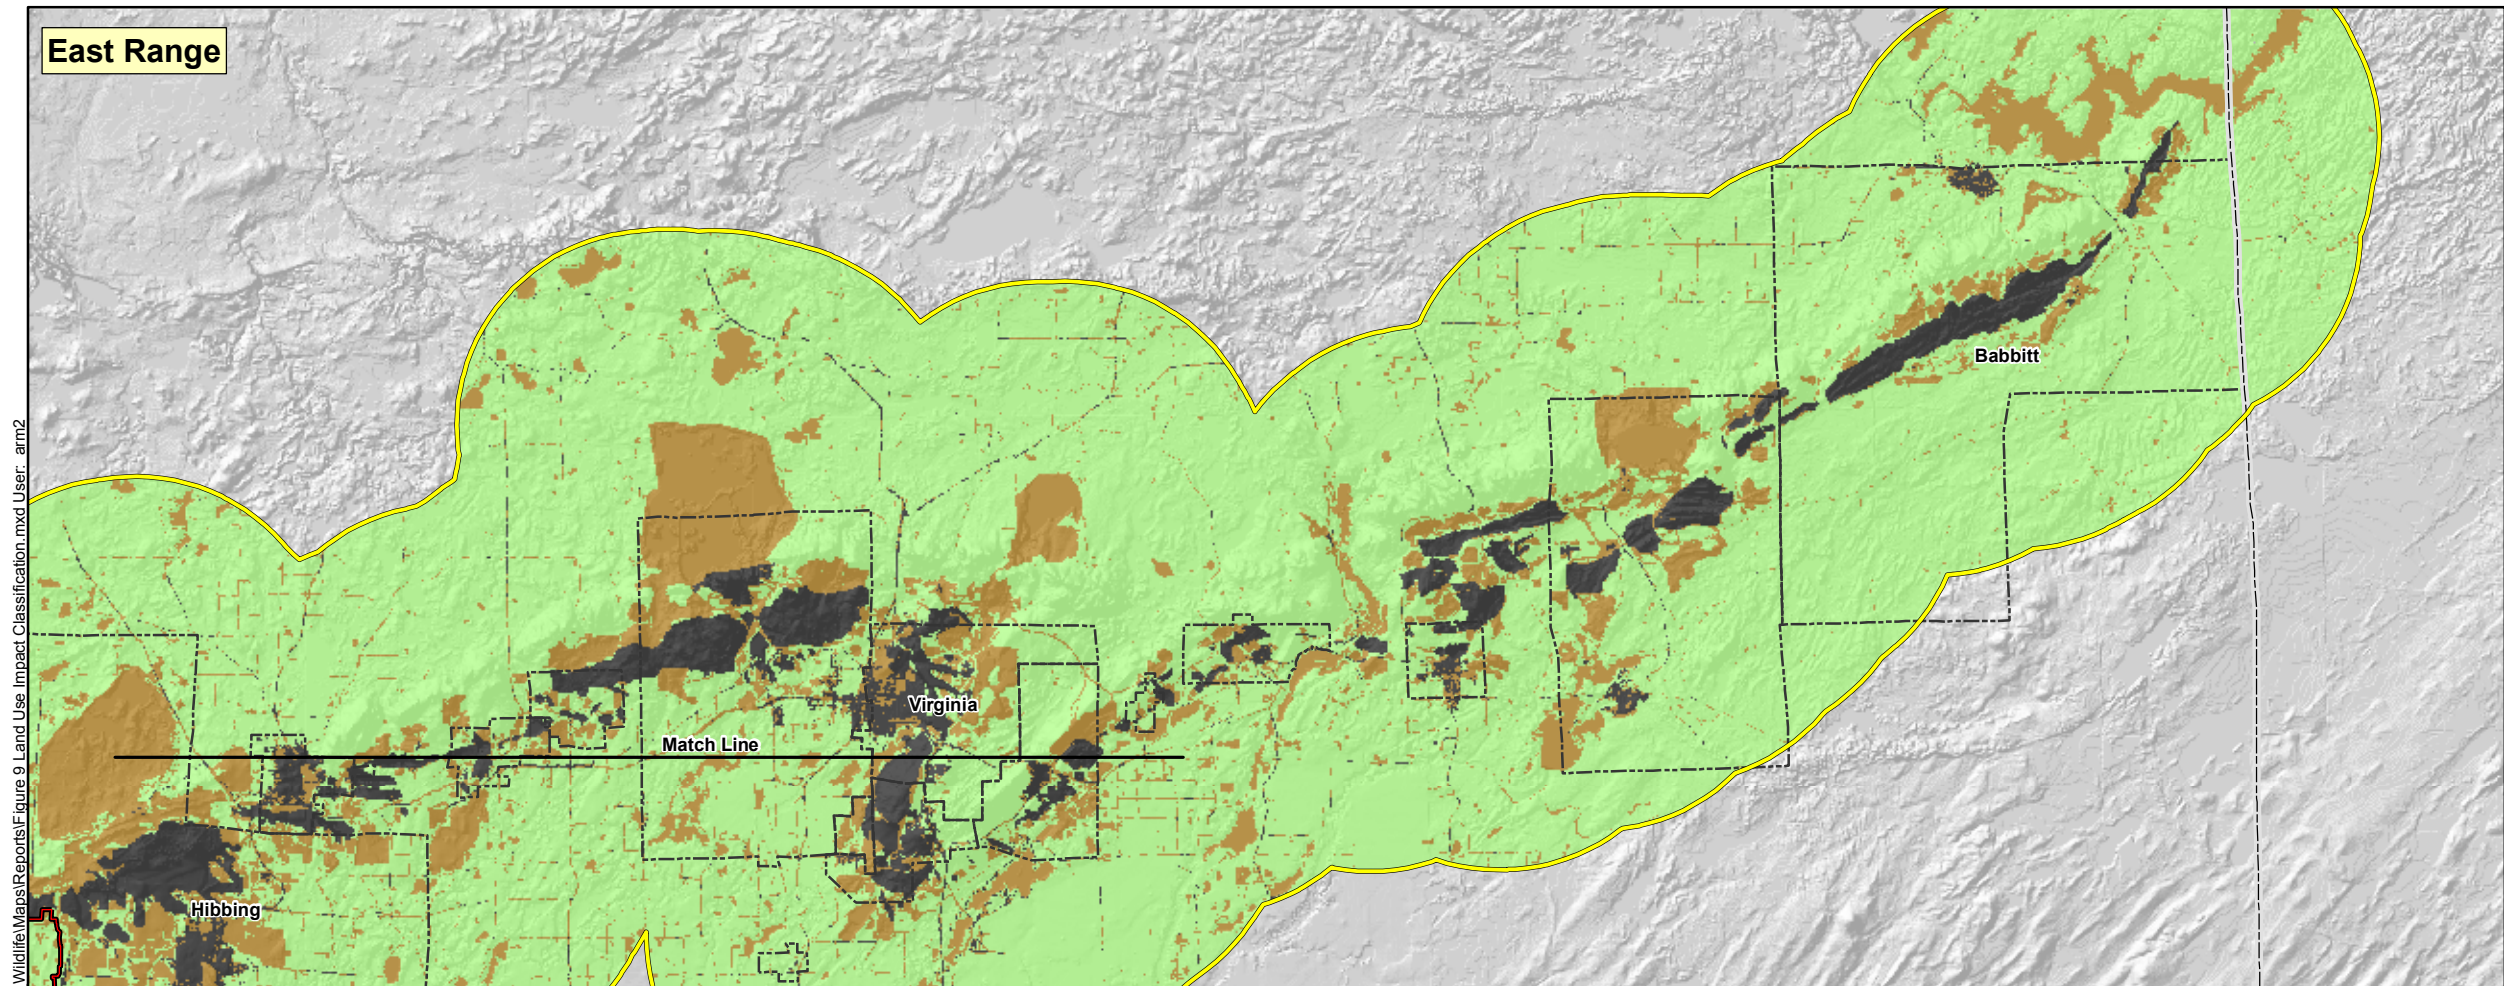 East Range
Babbitt
Virginia
Match Line
Hibbing
Wildlife\Maps\Reports\Figure 9 Land Use Impact Classification.mxd User: arm2